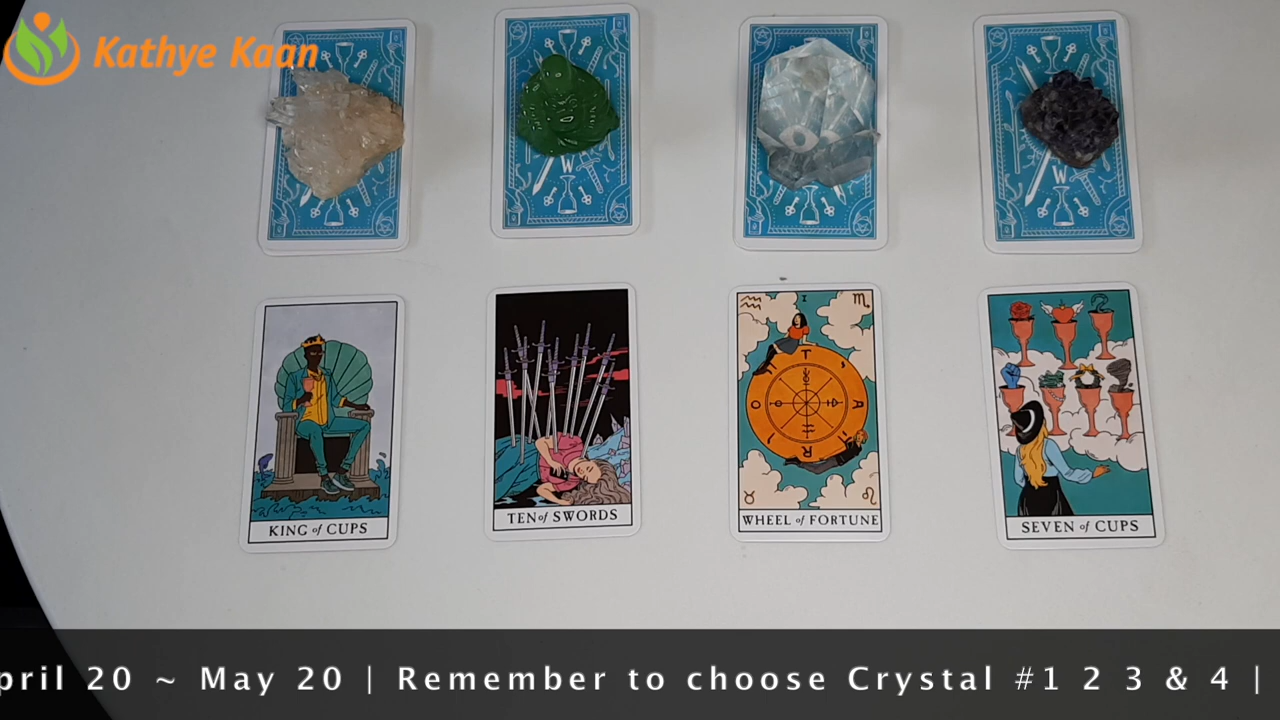 Kathye Kaan
W
W
KING of CUPS
TEN of SWORDS
I
T
A
R
O
WHEEL of FORTUNE
SEVEN of CUPS
pril 20 ~ May 20 | Remember to choose Crystal #1 2 3 & 4 |